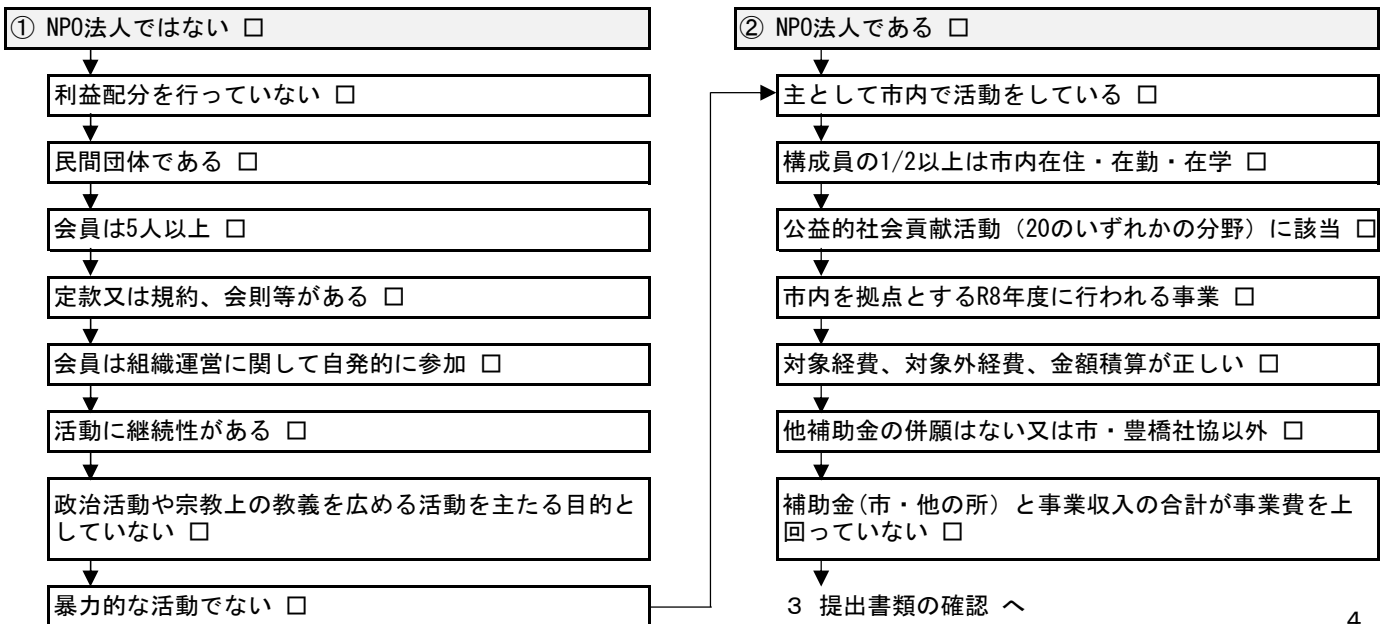 ① NPO法人ではない □
利益配分を行っていない □
民間団体である □
会員は5人以上 □
定款又は規約、会則等がある □
会員は組織運営に関して自発的に参加 □
活動に継続性がある □
政治活動や宗教上の教義を広める活動を主たる目的と
していない □
暴力的な活動でない □
② NPO法人である □
主として市内で活動をしている □
構成員の1/2以上は市内在住・在勤・在学 □
公益的社会貢献活動（20のいずれかの分野）に該当 □
市内を拠点とするR8年度に行われる事業 □
対象経費、対象外経費、金額積算が正しい □
他補助金の併願はない又は市・豊橋社協以外 □
補助金(市・他の所）と事業収入の合計が事業費を上
回っていない □
３ 提出書類の確認 へ
4